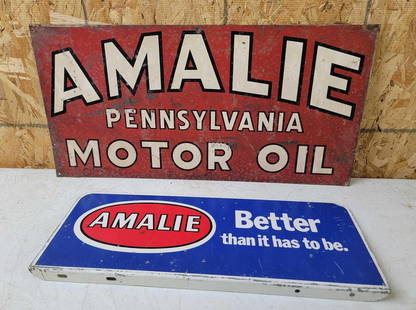 AMALIE
PENNSYLVANIA
MOTOR OIL
AMALIE
Better
than it has to be.